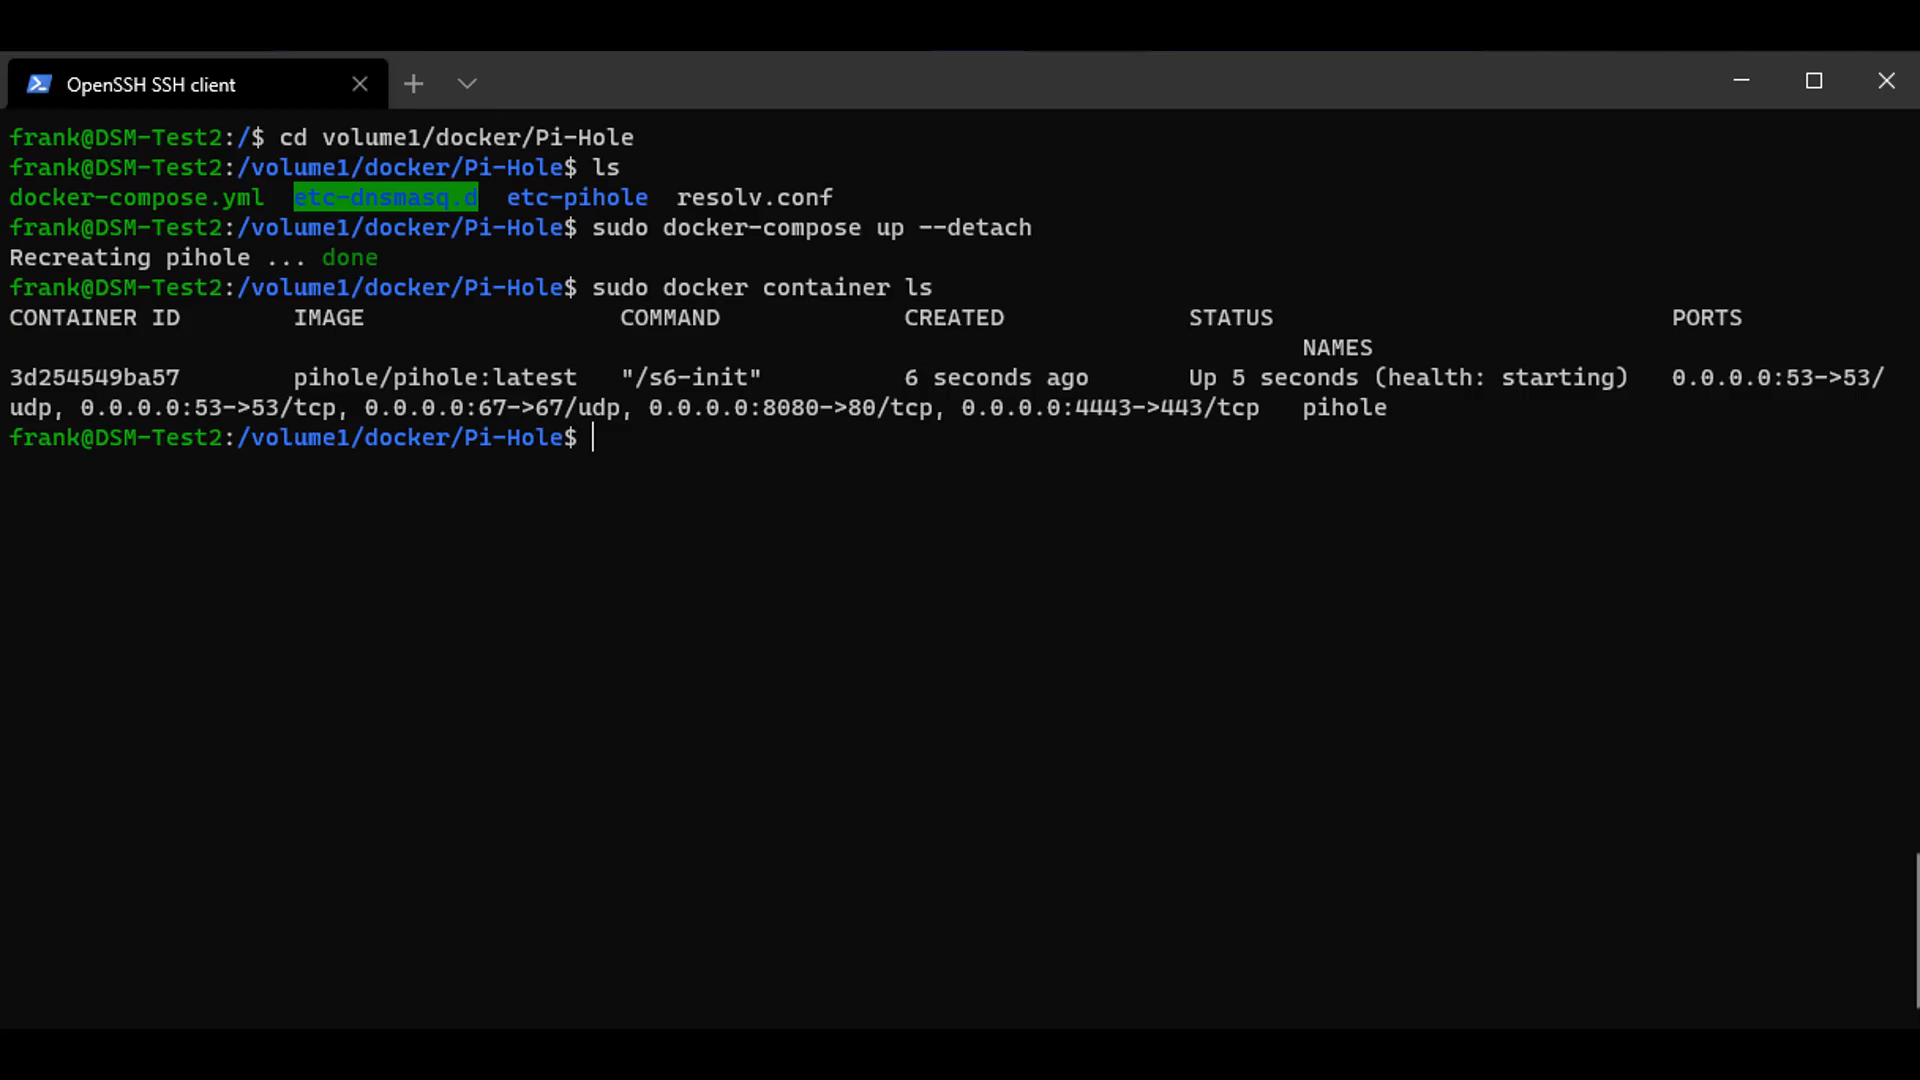 OpenSSH SSH client
frank@DSM-Test2:/$ cd volume1/docker/Pi-Hole
frank@DSM-Test2:/volume1/docker/Pi-Hole$ ls
docker-compose.yml  etc-dnsmasq.d  etc-pihole  resolv.conf
frank@DSM-Test2:/volume1/docker/Pi-Hole$ sudo docker-compose up --detach
Recreating pihole ... done
frank@DSM-Test2:/volume1/docker/Pi-Hole$ sudo docker container ls
CONTAINER ID        IMAGE                  COMMAND             CREATED             STATUS                            PORTS
NAMES
3d254549ba57        pihole/pihole:latest   "/s6-init"          6 seconds ago       Up 5 seconds (health: starting)   0.0.0.0:53->53/
udp, 0.0.0.0:53->53/tcp, 0.0.0.0:67->67/udp, 0.0.0.0:8080->80/tcp, 0.0.0.0:4443->443/tcp   pihole
frank@DSM-Test2:/volume1/docker/Pi-Hole$